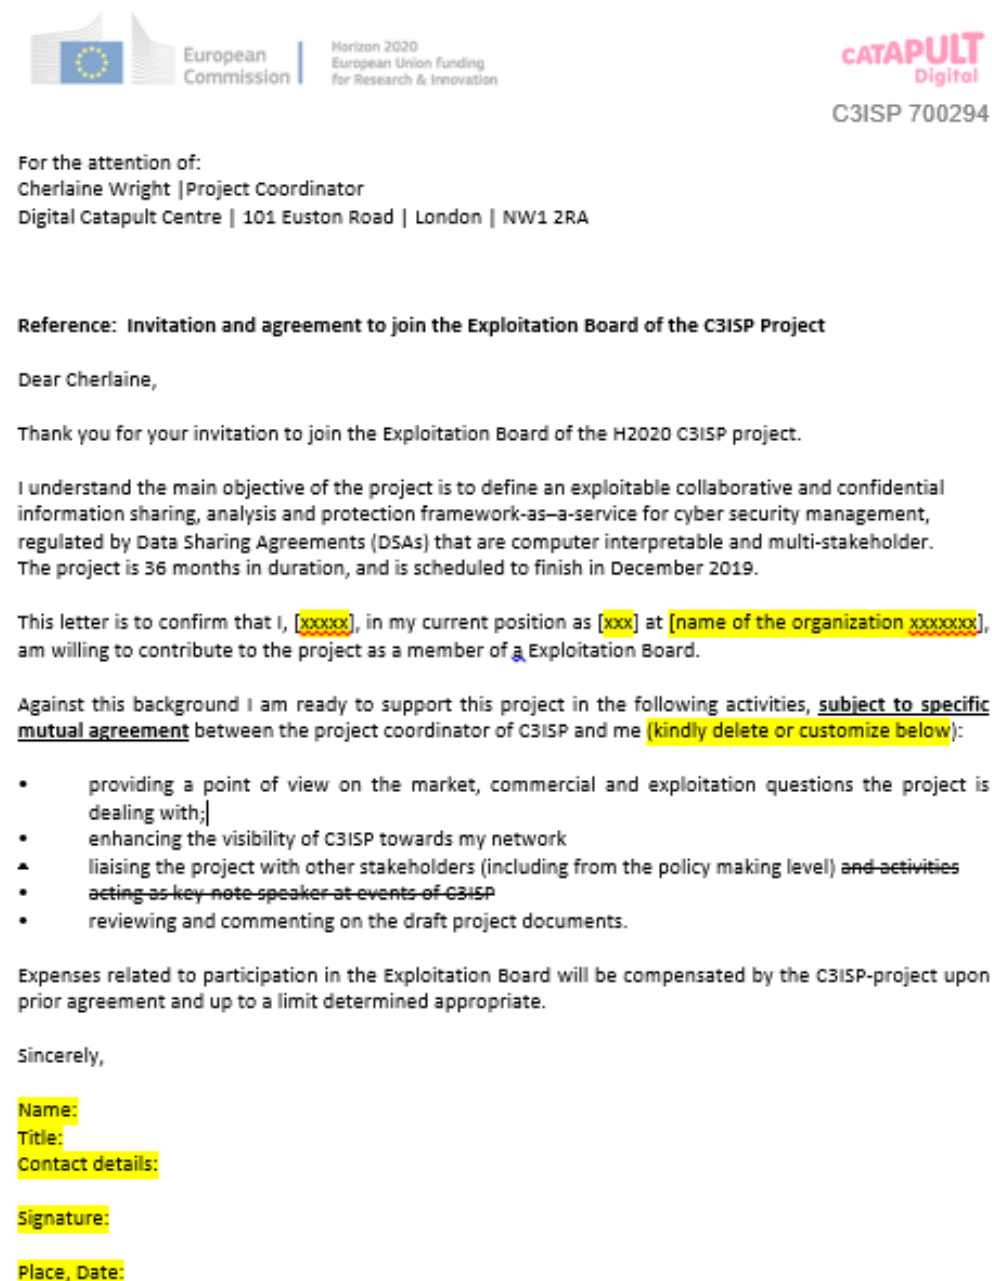 European
Commission
Horizon 2020
European Union funding
for Research & Innovation
CATAPULT
Digital
C3ISP 700294
For the attention of:
Cherlaine Wright |Project Coordinator
Digital Catapult Centre | 101 Euston Road | London | NW1 2RA
Reference: Invitation and agreement to join the Exploitation Board of the C3ISP Project
Dear Cherlaine,
Thank you for your invitation to join the Exploitation Board of the H2020 C3ISP project.
I understand the main objective of the project is to define an exploitable collaborative and confidential
information sharing, analysis and protection framework-as–a-service for cyber security management,
regulated by Data Sharing Agreements (DSAs) that are computer interpretable and multi-stakeholder.
The project is 36 months in duration, and is scheduled to finish in December 2019.
This letter is to confirm that I, [xxxxx], in my current position as [xxx] at [name of the organization xxxxxxx],
am willing to contribute to the project as a member of a Exploitation Board.
Against this background I am ready to support this project in the following activities, subject to specific
mutual agreement between the project coordinator of C3ISP and me (kindly delete or customize below):
• providing a point of view on the market, commercial and exploitation questions the project is
dealing with;
• enhancing the visibility of C3ISP towards my network
• liaising the project with other stakeholders (including from the policy making level) and activities
• acting as key note speaker at events of C3ISP
• reviewing and commenting on the draft project documents.
Expenses related to participation in the Exploitation Board will be compensated by the C3ISP-project upon
prior agreement and up to a limit determined appropriate.
Sincerely,
Name:
Title:
Contact details:
Signature:
Place, Date: